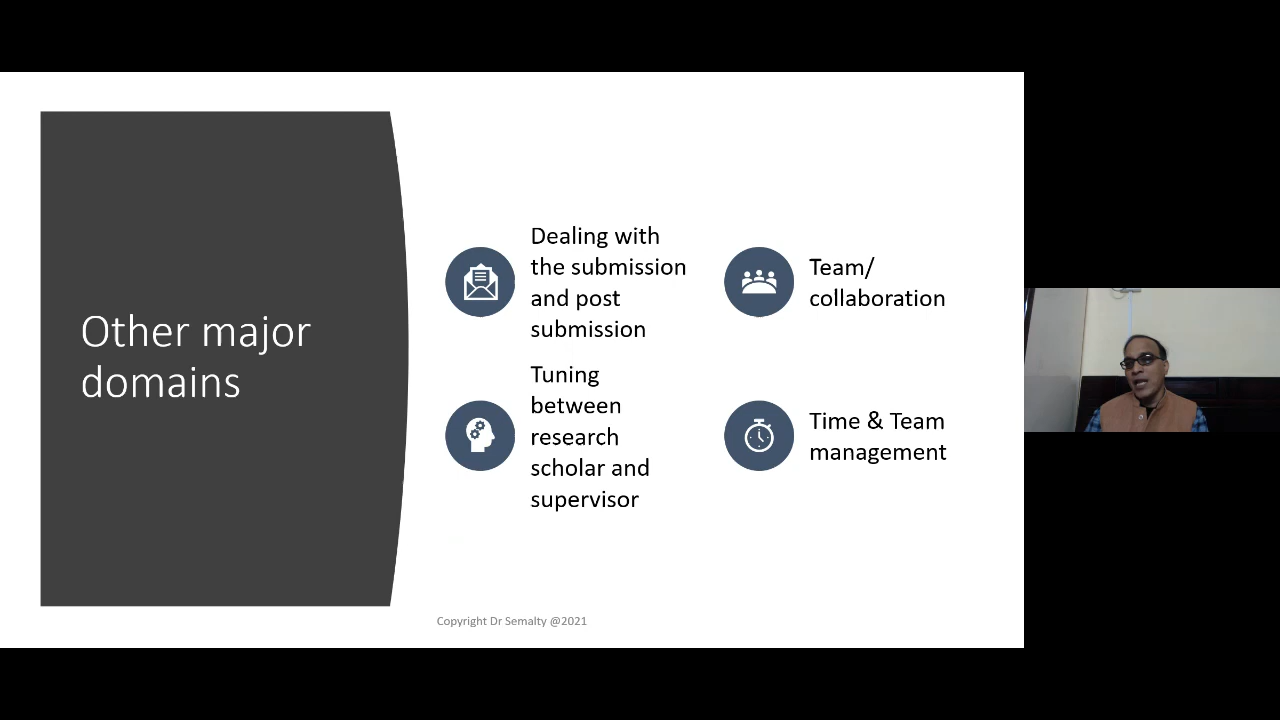 Other major
domains
Dealing with
the submission
and post
submission
Team/
collaboration
Tuning
between
research
scholar and
supervisor
Time & Team
management
Copyright Dr Semalty @2021